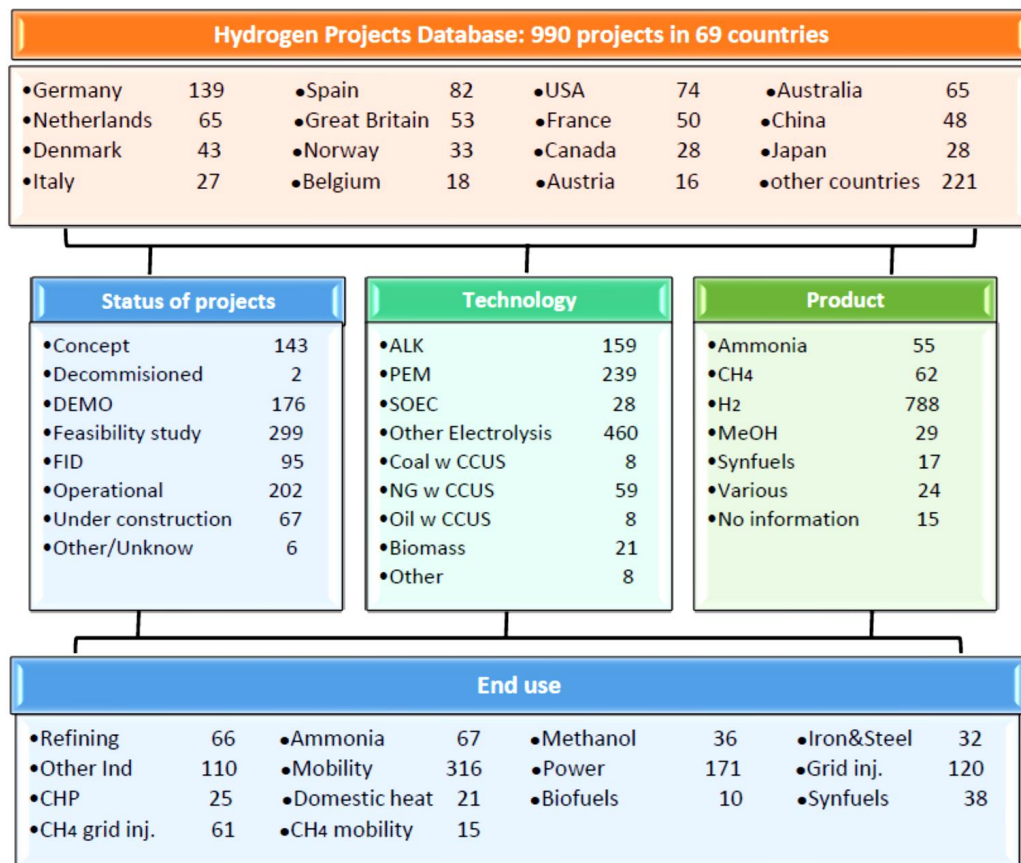 Hydrogen Projects Database: 990 projects in 69 countries
•Germany 139 •Spain 82 •USA 74 •Australia 65
•Netherlands 65 •Great Britain 53 •France 50 •China 48
•Denmark 43 •Norway 33 •Canada 28 •Japan 28
•Italy 27 •Belgium 18 •Austria 16 •other countries 221
Status of projects
•Concept 143
•Decommisioned 2
•DEMO 176
•Feasibility study 299
•FID 95
•Operational 202
•Under construction 67
•Other/Unknow 6
Technology
•ALK 159
•PEM 239
•SOEC 28
•Other Electrolysis 460
•Coal w CCUS 8
•NG w CCUS 59
•Oil w CCUS 8
•Biomass 21
•Other 8
Product
•Ammonia 55
•CH4 62
•H2 788
•MeOH 29
•Synfuels 17
•Various 24
•No information 15
End use
•Refining 66 •Ammonia 67 •Methanol 36 •Iron&Steel 32
•Other Ind 110 •Mobility 316 •Power 171 •Grid inj. 120
•CHP 25 •Domestic heat 21 •Biofuels 10 •Synfuels 38
•CH4 grid inj. 61 •CH4 mobility 15